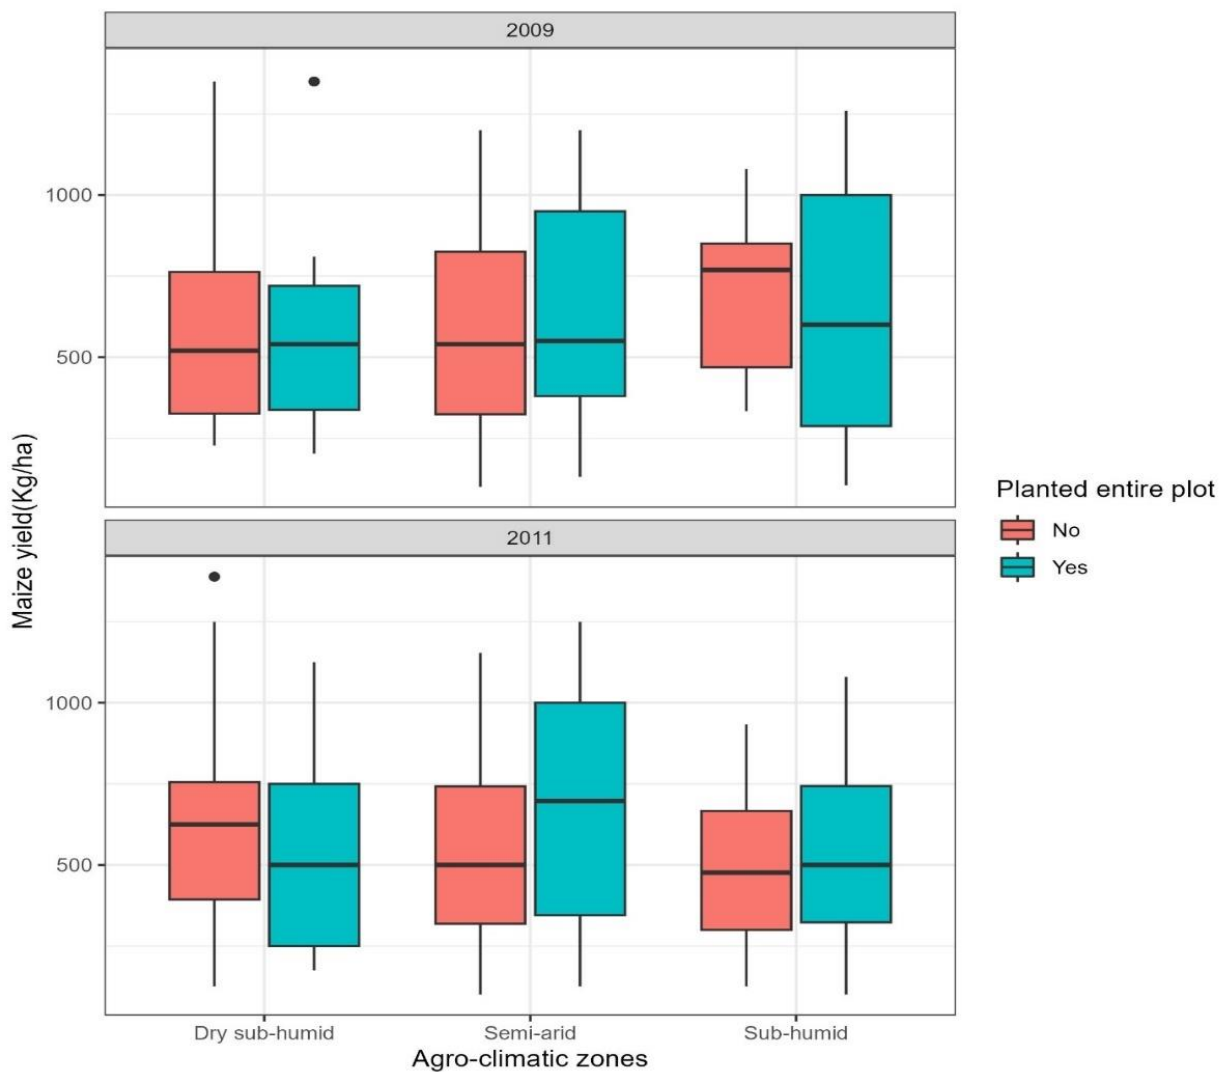 2009
1000
500
Maize yield(Kg/ha)
2011
1000
500
Dry sub-humid Semi-arid Sub-humid
Agro-climatic zones
Planted entire plot
No
Yes